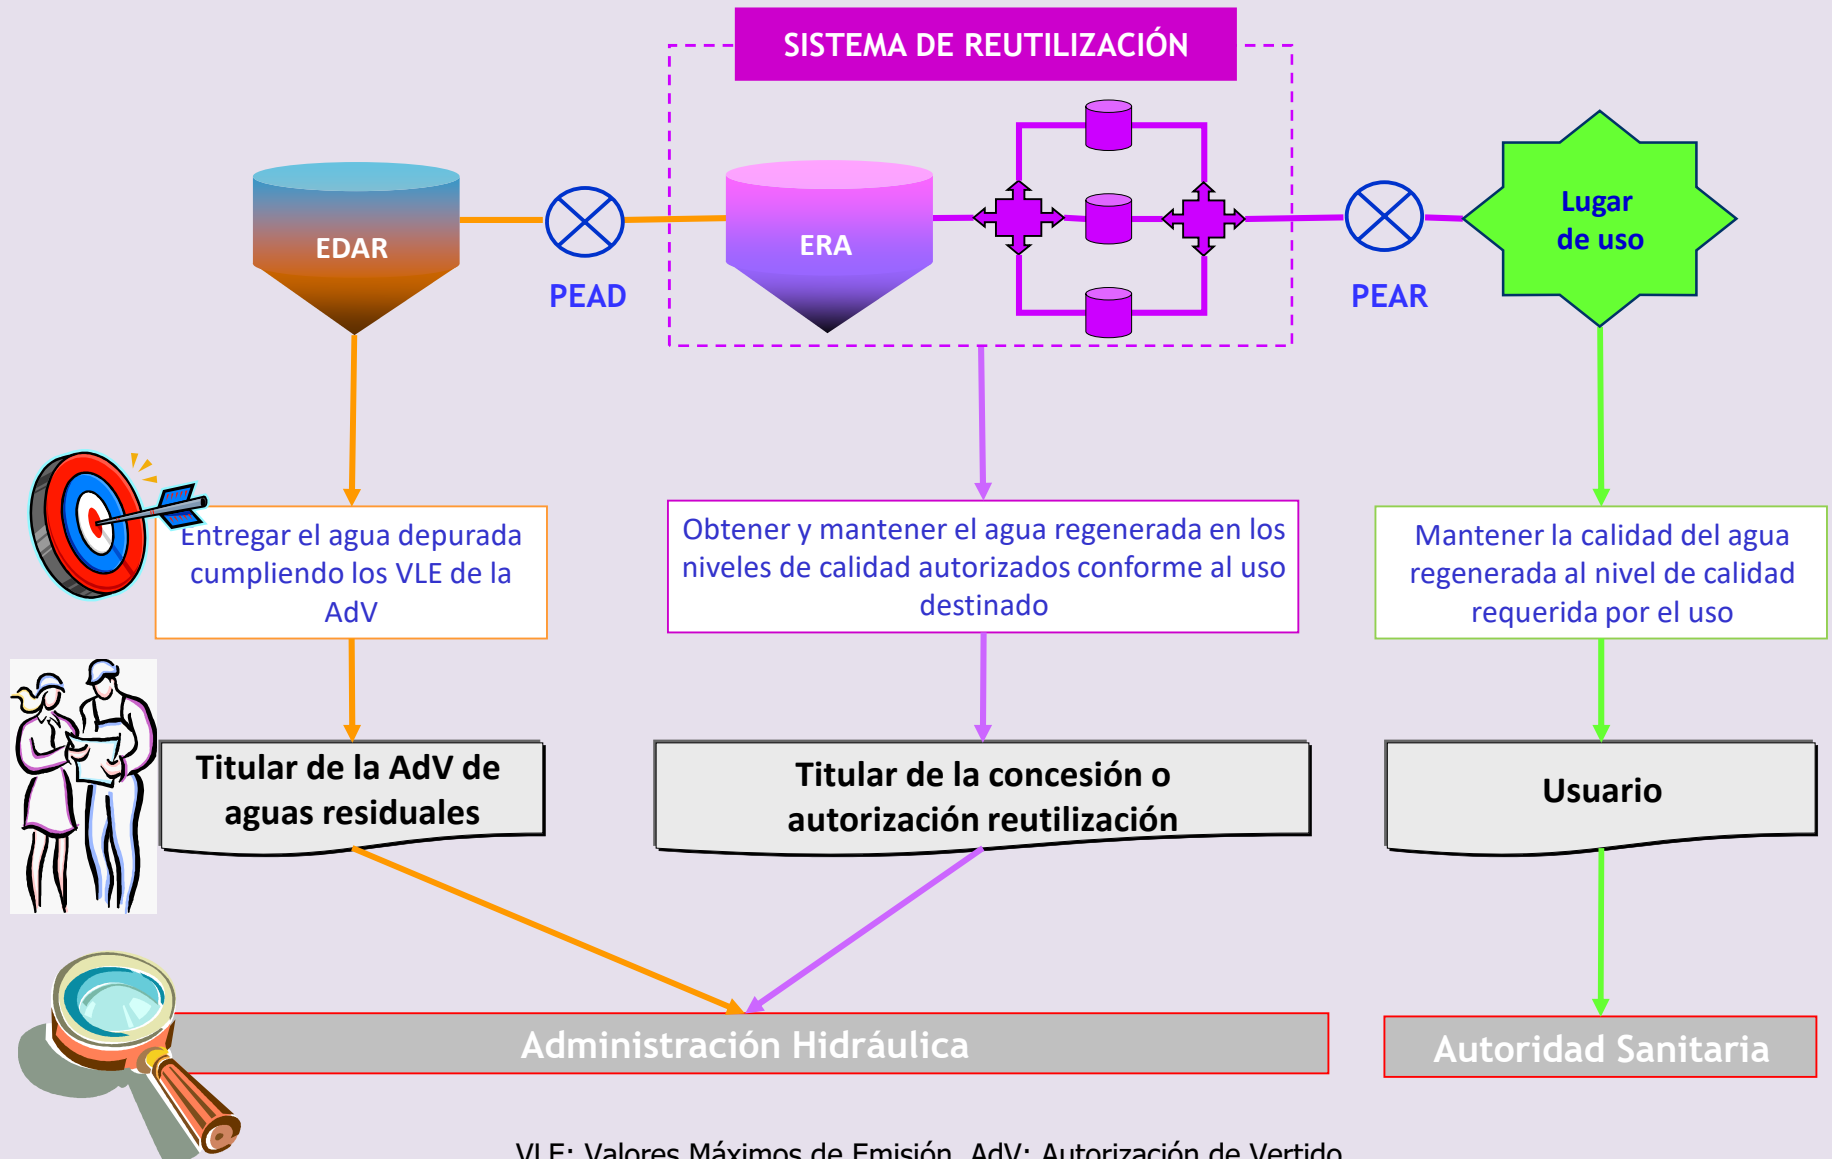 SISTEMA DE REUTILIZACIÓN
EDAR
PEAD
ERA
PEAR
Lugar
de uso
Entregar el agua depurada
cumpliendo los VLE de la
AdV
Obtener y mantener el agua regenerada en los
niveles de calidad autorizados conforme al uso
destinado
Mantener la calidad del agua
regenerada al nivel de calidad
requerida por el uso
Titular de la AdV de
aguas residuales
Titular de la concesión o
autorización reutilización
Usuario
Administración Hidráulica
Autoridad Sanitaria
VLE: Valores Máximos de Emisión AdV: Autorización de Vertido